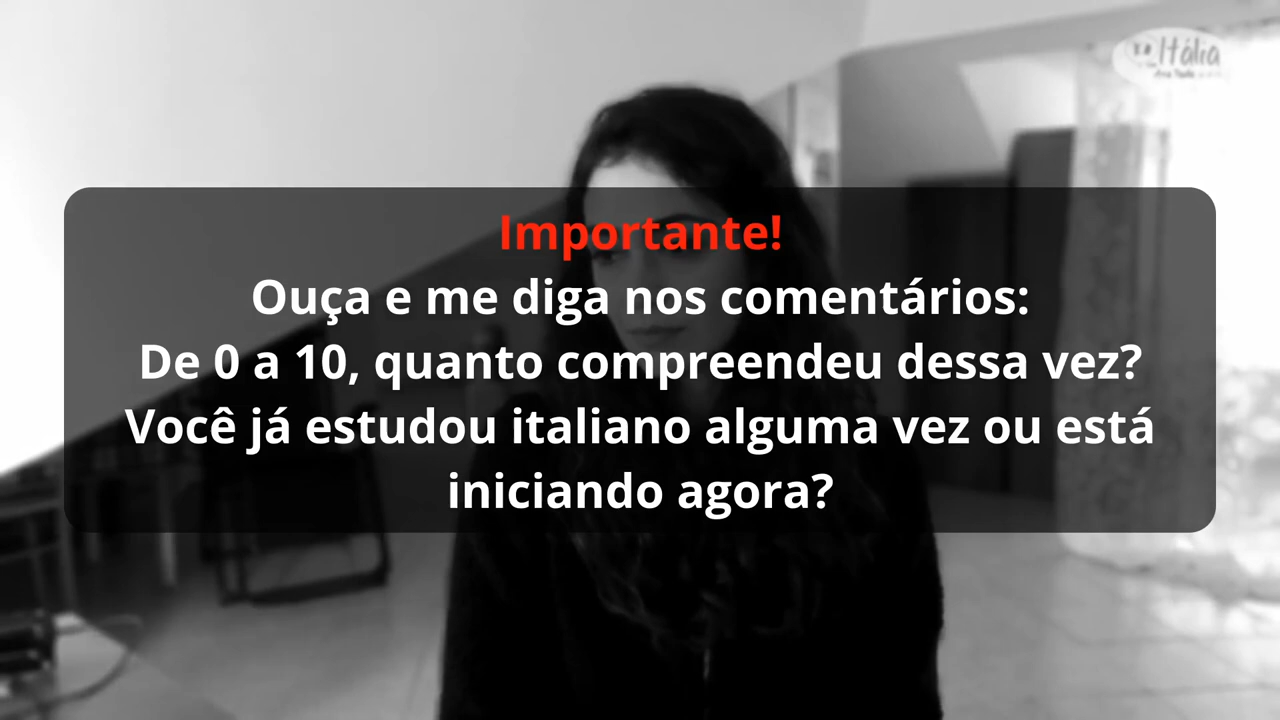 Itália
Importante!
Ouça e me diga nos comentários:
De 0 a 10, quanto compreendeu dessa vez?
Você já estudou italiano alguma vez ou está
iniciando agora?